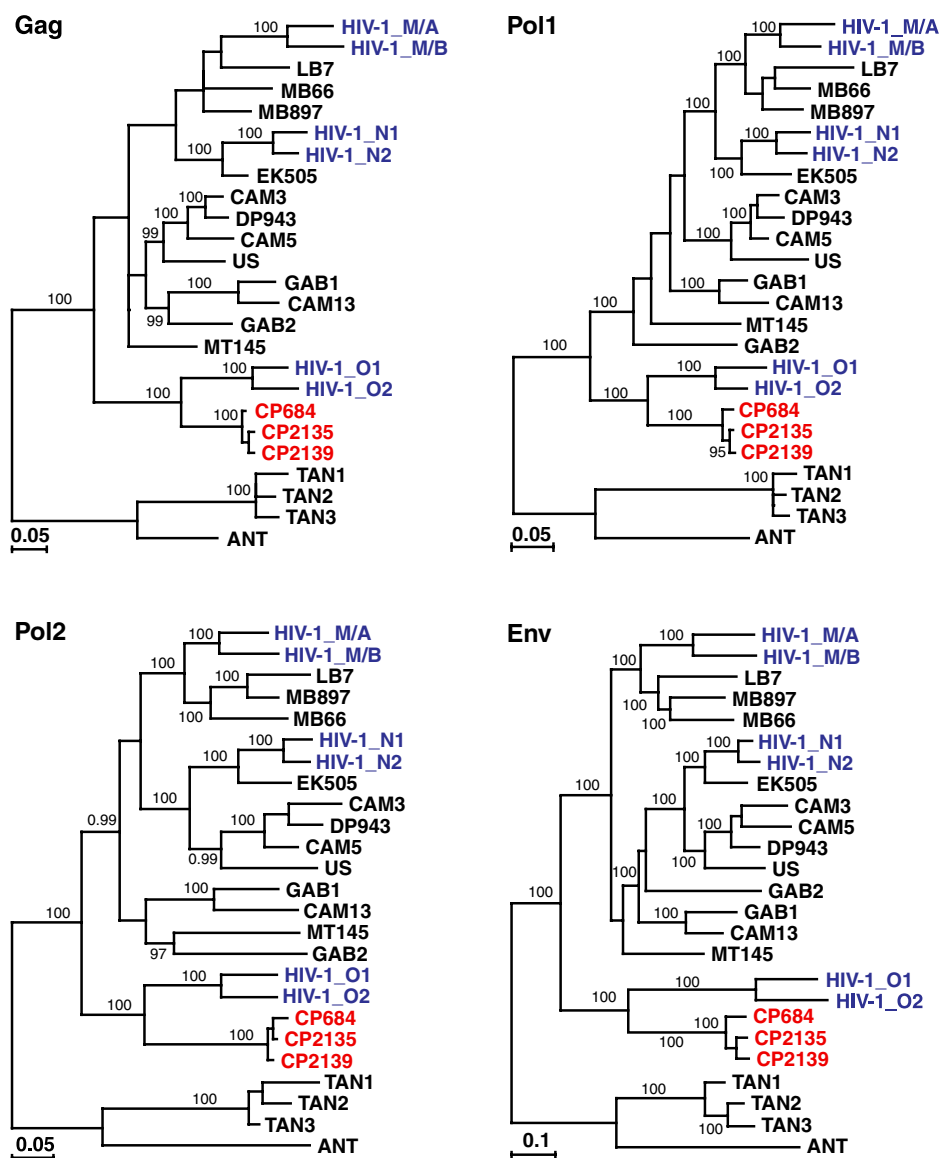 Gag
100
HIV-1_M/A
HIV-1_M/B
LB7
MB66
MB897
100
HIV-1_N1
100
HIV-1_N2
EK505
100
CAM3
100
DP943
99
CAM5
US
100
GAB1
CAM13
99
GAB2
MT145
100
100
HIV-1_O1
100
HIV-1_O2
100
CP684
CP2135
CP2139
100
TAN1
TAN2
TAN3
ANT
0.05
Pol1
100
HIV-1_M/A
HIV-1_M/B
100
LB7
MB66
MB897
100
100
HIV-1_N1
HIV-1_N2
100
EK505
CAM3
100
DP943
100
CAM5
US
100
GAB1
CAM13
100
MT145
GAB2
100
100
HIV-1_O1
100
HIV-1_O2
100
CP684
CP2135
95
CP2139
100
TAN1
TAN2
TAN3
ANT
0.05
Pol2
100
HIV-1_M/A
HIV-1_M/B
100
LB7
MB897
100
MB66
100
HIV-1_N1
100
HIV-1_N2
EK505
100
CAM3
100
DP943
0.99
CAM5
0.99
US
100
GAB1
CAM13
MT145
97
GAB2
100
100
HIV-1_O1
100
HIV-1_O2
100
CP684
CP2135
CP2139
100
TAN1
TAN2
TAN3
ANT
0.05
Env
100
HIV-1_M/A
HIV-1_M/B
100
LB7
100
MB897
100
MB66
100
HIV-1_N1
100
HIV-1_N2
EK505
100
100
CAM3
100
CAM5
DP943
100
US
100
GAB2
100
GAB1
CAM13
MT145
100
100
HIV-1_O1
100
HIV-1_O2
100
CP684
100
CP2135
CP2139
100
TAN1
TAN2
100
TAN3
ANT
0.1